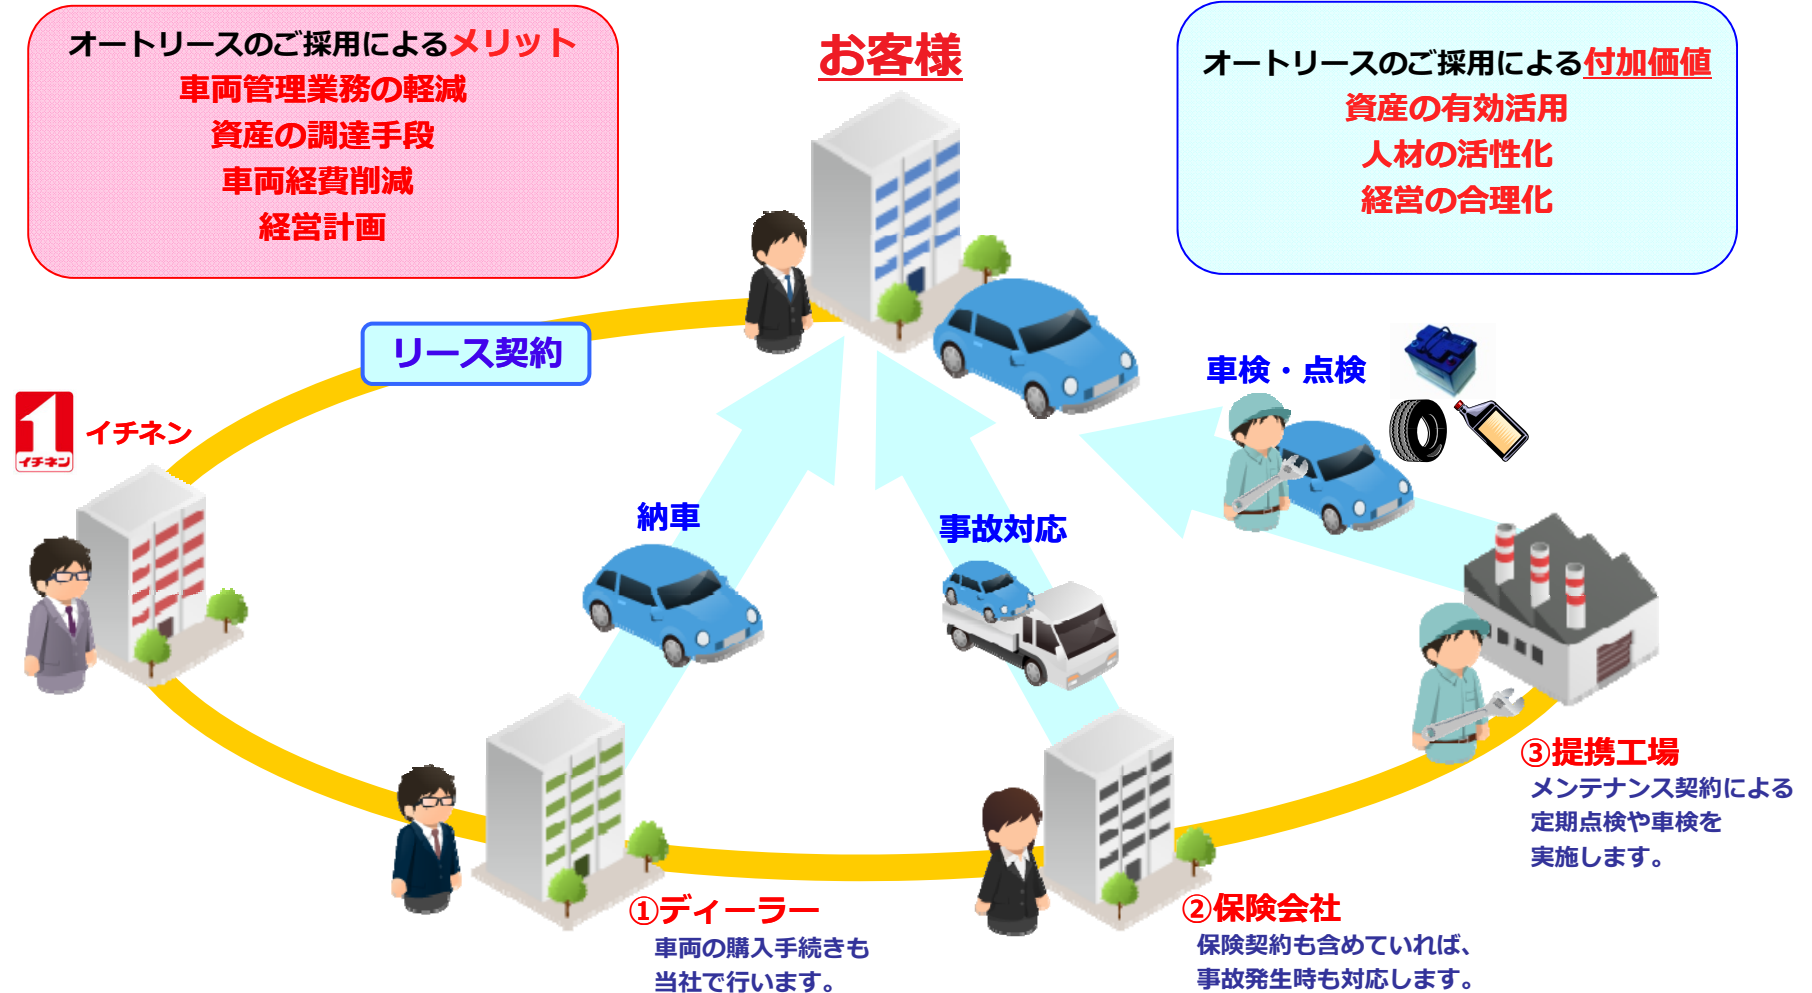 オートリースのご採用によるメリット
車両管理業務の軽減
資産の調達手段
車両経費削減
経営計画
お客様
オートリースのご採用による付加価値
資産の有効活用
人材の活性化
経営の合理化
リース契約
車検・点検
イチネン
イチネン
納車
事故対応
③提携工場
メンテナンス契約による
定期点検や車検を
実施します。
①ディーラー
車両の購入手続きも
当社で行います。
②保険会社
保険契約も含めていれば、
事故発生時も対応します。